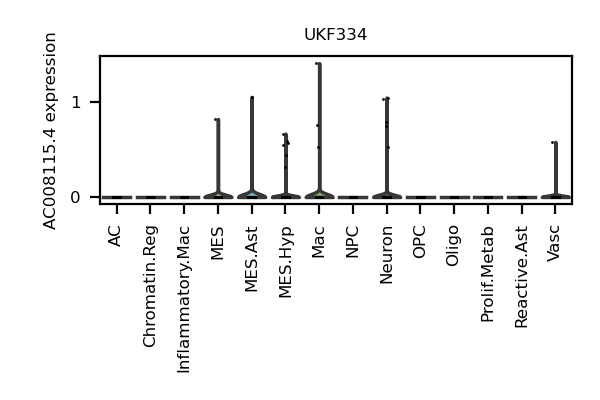 UKF334
AC008115.4 expression
1
0
AC
Chromatin.Reg
Inflammatory.Mac
MES
MES.Ast
MES.Hyp
Mac
NPC
Neuron
OPC
Oligo
Prolif.Metab
Reactive.Ast
Vasc